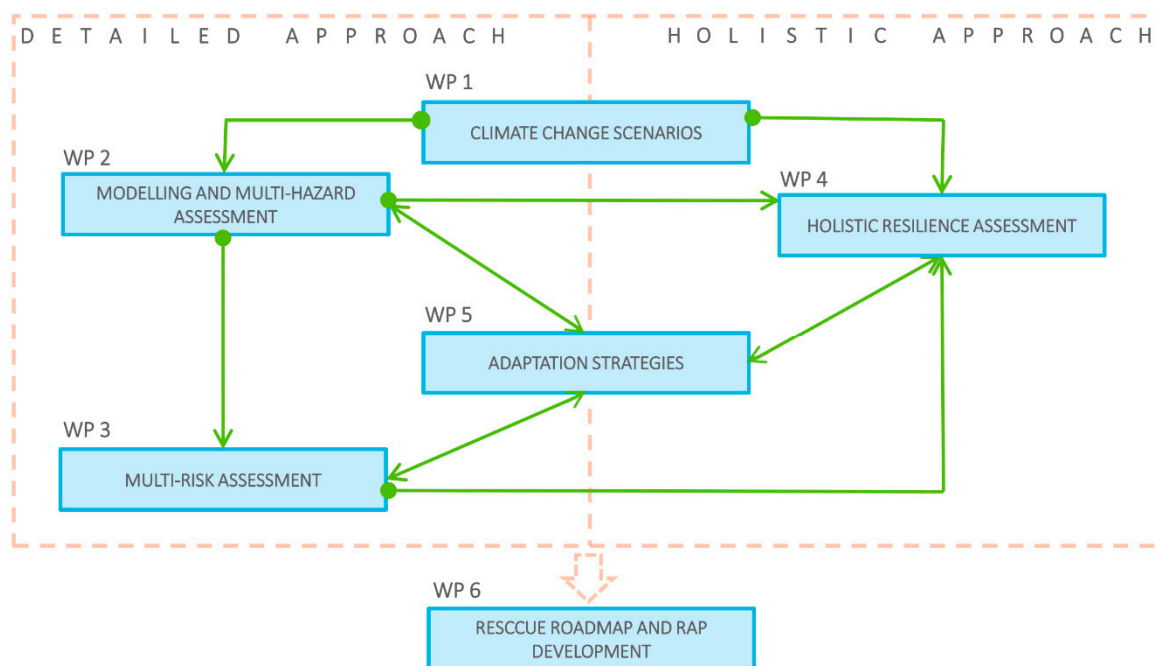 DETAILED APPROACH
HOLISTIC APPROACH
WP 1
CLIMATE CHANGE SCENARIOS
WP 2
MODELLING AND MULTI-HAZARD
ASSESSMENT
WP 4
HOLISTIC RESILIENCE ASSESSMENT
WP 5
ADAPTATION STRATEGIES
WP 3
MULTI-RISK ASSESSMENT
WP 6
RESCCUE ROADMAP AND RAP
DEVELOPMENT